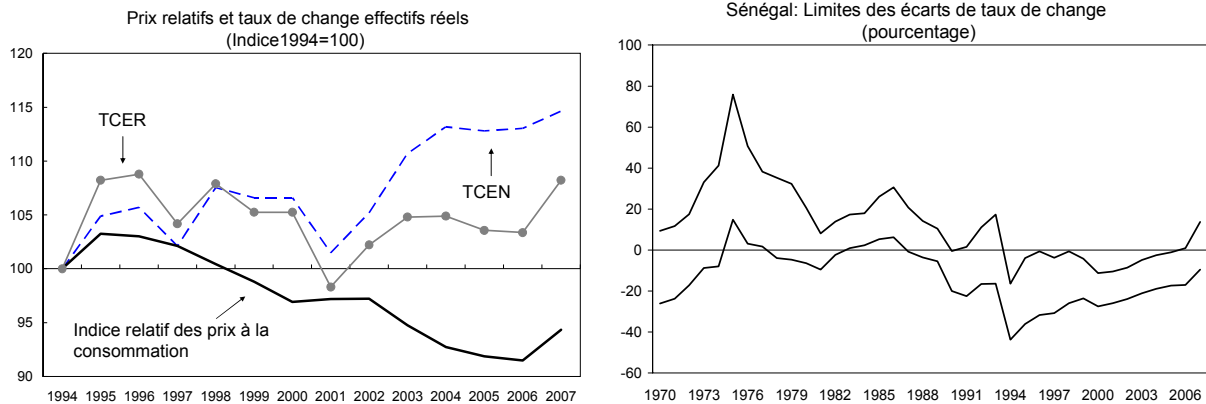 Prix relatifs et taux de change effectifs réels
(Indice1994=100)
120
115
110
105
100
95
90
TCER
TCEN
Indice relatif des prix à la
consommation
1994 1995 1996 1997 1998 1999 2000 2001 2002 2003 2004 2005 2006 2007
Sénégal: Limites des écarts de taux de change
(pourcentage)
100
80
60
40
20
0
-20
-40
-60
1970 1973 1976 1979 1982 1985 1988 1991 1994 1997 2000 2003 2006